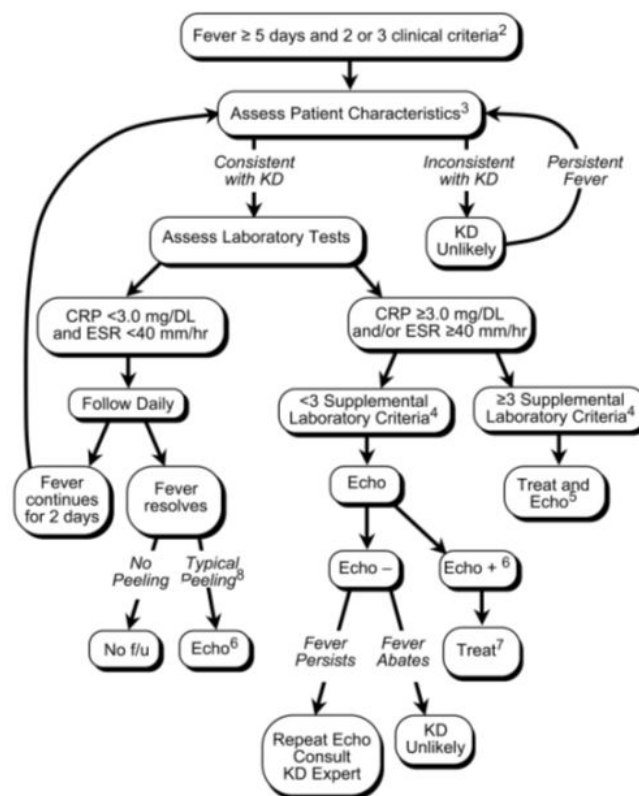 Fever ≥ 5 days and 2 or 3 clinical criteria²
Assess Patient Characteristics³
Consistent
with KD
Inconsistent
with KD
Persistent
Fever
Assess Laboratory Tests
KD
Unlikely
CRP <3.0 mg/DL
and ESR <40 mm/hr
CRP ≥3.0 mg/DL
and/or ESR ≥40 mm/hr
Follow Daily
<3 Supplemental
Laboratory Criteria⁴
≥3 Supplemental
Laboratory Criteria⁴
Fever
continues
for 2 days
Fever
resolves
Echo
Treat and
Echo⁵
No
Peeling
Typical
Peeling⁸
Echo –
Echo + ⁶
No f/u
Echo⁶
Fever
Persists
Fever
Abates
Treat⁷
Repeat Echo
Consult
KD Expert
KD
Unlikely